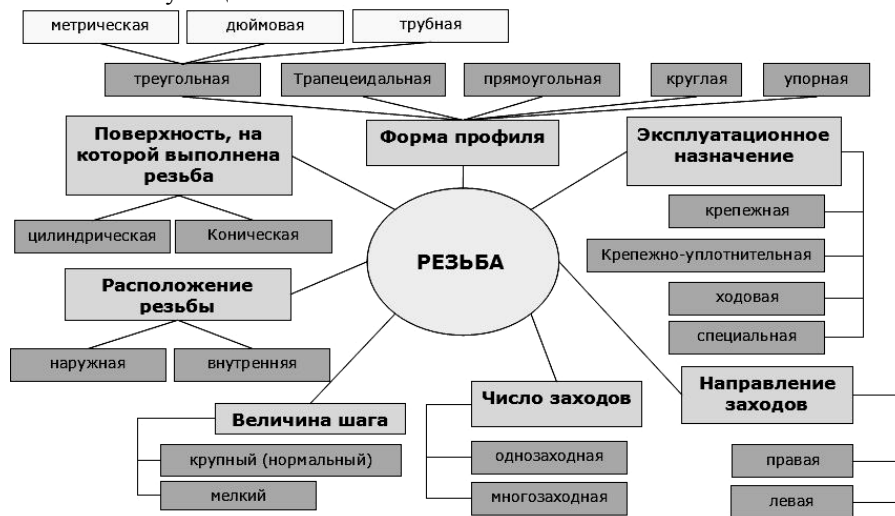 метрическая
дюймовая
трубная
треугольная
Трапецеидальная
прямоугольная
круглая
упорная
Поверхность, на
которой выполнена
резьба
Форма профиля
Эксплуатационное
назначение
цилиндрическая
Коническая
крепежная
РЕЗЬБА
Крепежно-уплотнительная
Расположение
резьбы
ходовая
специальная
наружная
внутренняя
Величина шага
Число заходов
Направление
заходов
крупный (нормальный)
мелкий
однозаходная
многозаходная
правая
левая